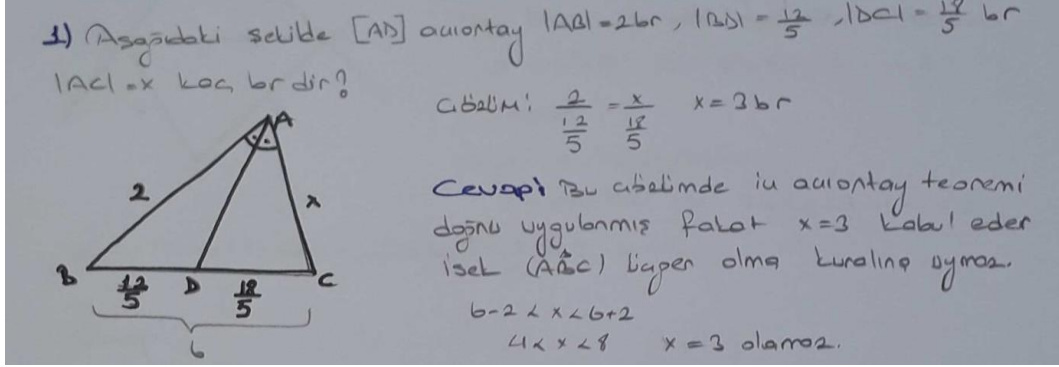 1) Aşağıdaki şekilde [AD] açıortay |AB|=2br, |BD| = 12/5, |DC| = 18/5 br
|AC|=x kaç br dir?
Çözüm: 2/(12/5) = x/(18/5) x=3br
A
2
x
B 12/5 D 18/5 C
6
Cevap: Bu çözümde iç açıortay teoremi
doğru uygulanmış fakat x=3 kabul eder
isek (ABC) üçgen olma kuralına uymaz.
6-2 < x < 6+2
4 < x < 8 x=3 olamaz.